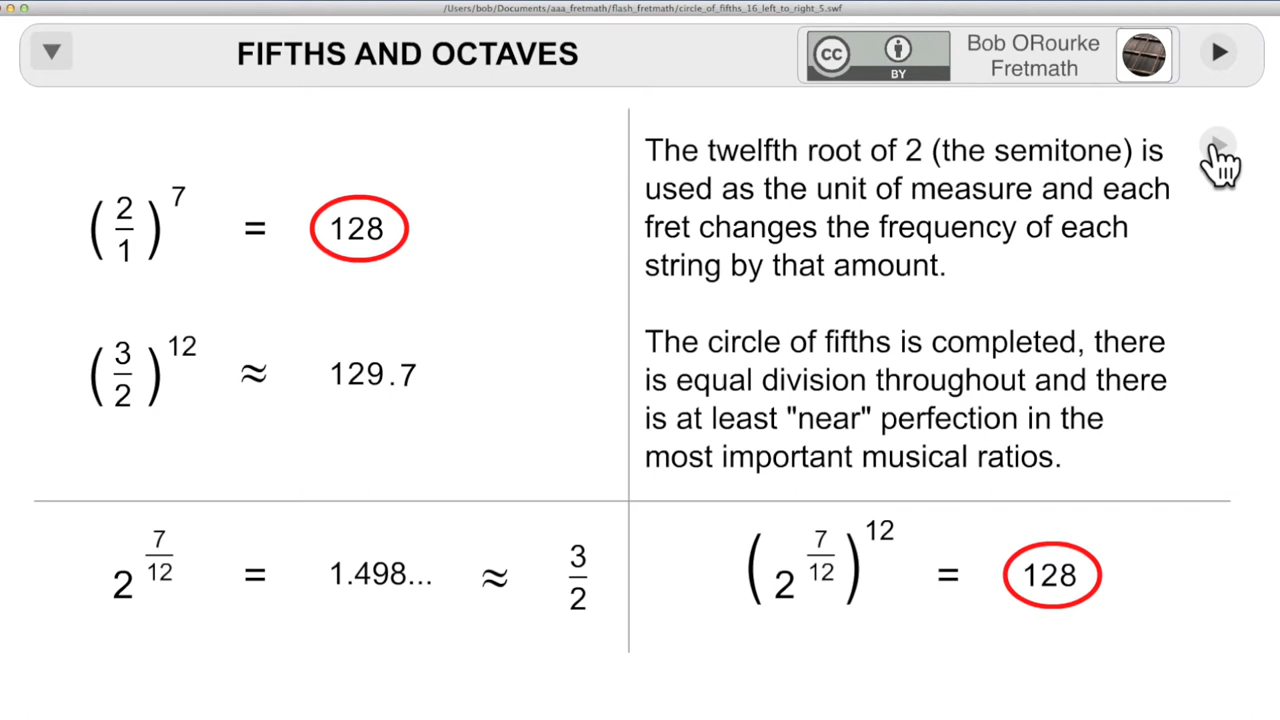 /Users/bob/Documents/aaa_fretmath/flash_fretmath/circle_of_fifths_16_left_to_right_5.swf
FIFTHS AND OCTAVES
CC
BY
Bob ORourke
Fretmath
(2/1)^7 = 128
(3/2)^12 ≈ 129.7
The twelfth root of 2 (the semitone) is
used as the unit of measure and each
fret changes the frequency of each
string by that amount.
The circle of fifths is completed, there
is equal division throughout and there
is at least "near" perfection in the
most important musical ratios.
2^(7/12) = 1.498... ≈ 3/2
(2^(7/12))^12 = 128